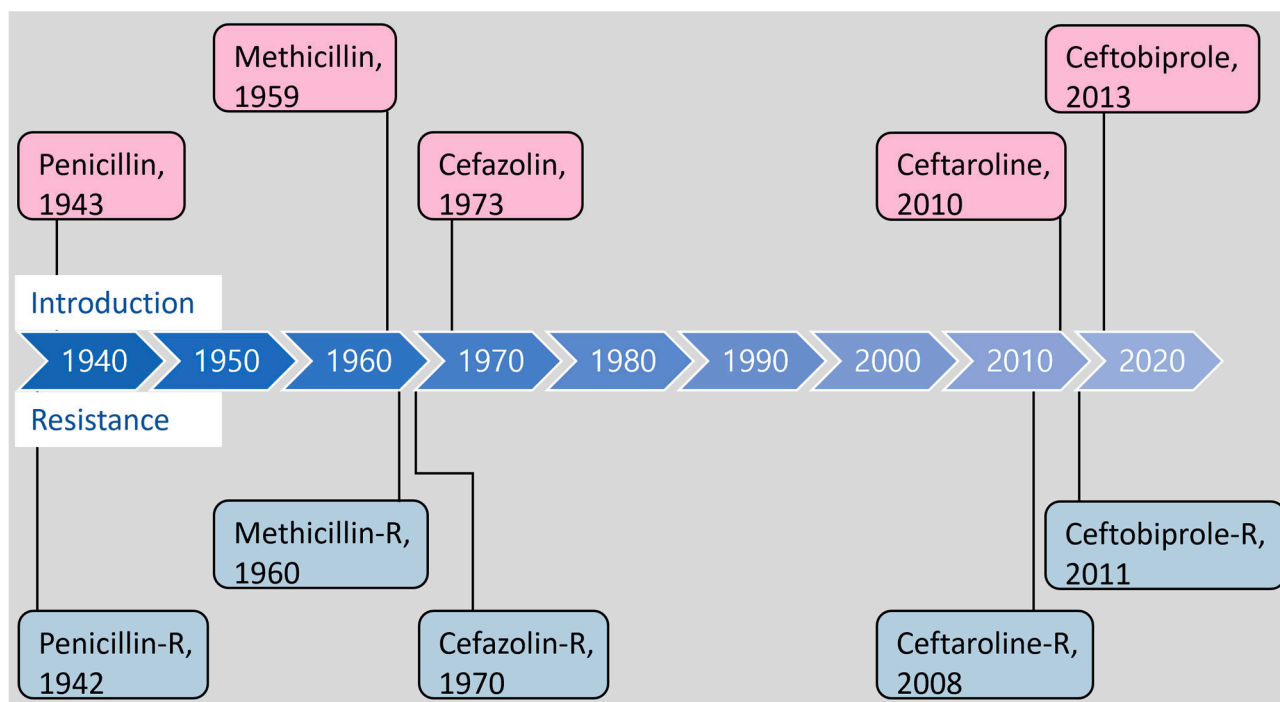 Methicillin,
1959
Ceftobiprole,
2013
Penicillin,
1943
Cefazolin,
1973
Ceftaroline,
2010
Introduction
1940 1950 1960 1970 1980 1990 2000 2010 2020
Resistance
Methicillin-R,
1960
Ceftobiprole-R,
2011
Penicillin-R,
1942
Cefazolin-R,
1970
Ceftaroline-R,
2008